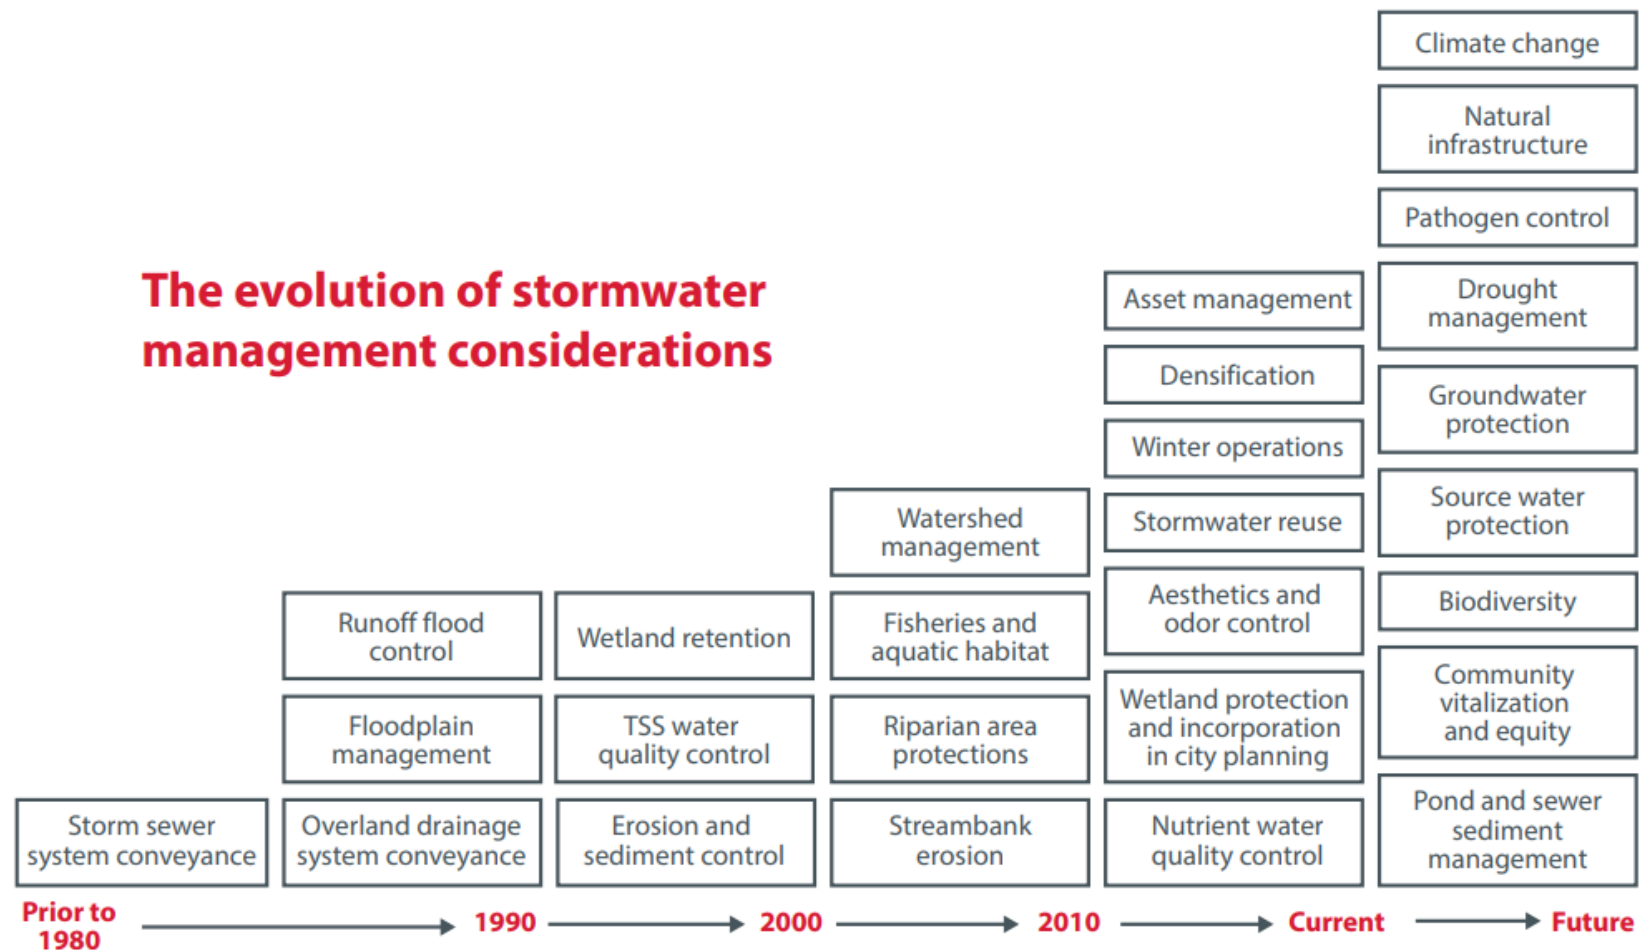 The evolution of stormwater
management considerations
Storm sewer
system conveyance
Runoff flood
control
Floodplain
management
Overland drainage
system conveyance
Wetland retention
TSS water
quality control
Erosion and
sediment control
Watershed
management
Fisheries and
aquatic habitat
Riparian area
protections
Streambank
erosion
Asset management
Densification
Winter operations
Stormwater reuse
Aesthetics and
odor control
Wetland protection
and incorporation
in city planning
Nutrient water
quality control
Climate change
Natural
infrastructure
Pathogen control
Drought
management
Groundwater
protection
Source water
protection
Biodiversity
Community
vitalization
and equity
Pond and sewer
sediment
management
Prior to
1980
1990
2000
2010
Current
Future